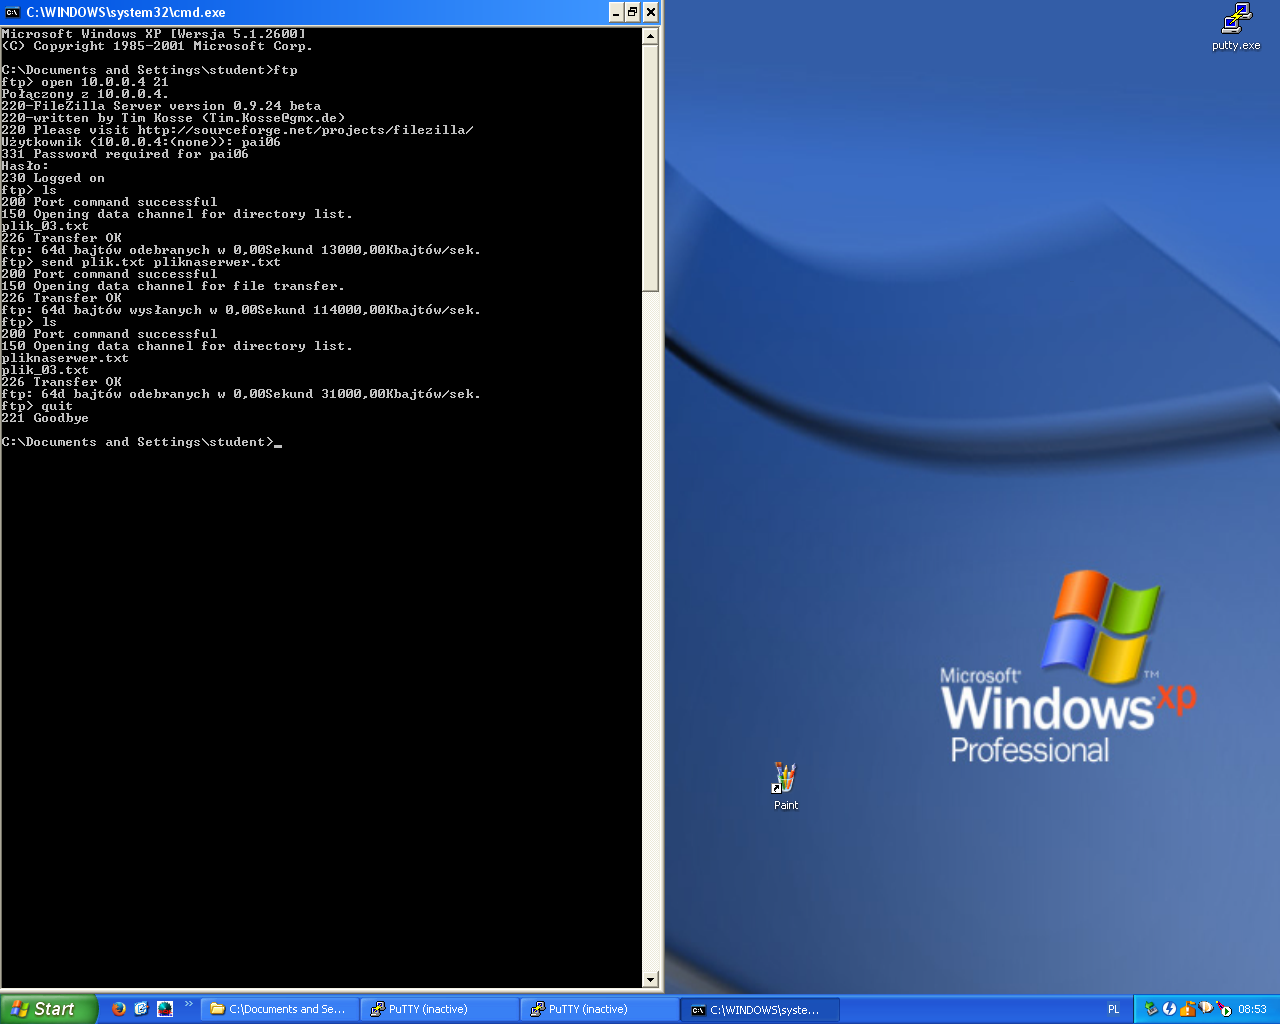 C:\WINDOWS\system32\cmd.exe
Microsoft Windows XP [Wersja 5.1.2600]
(C) Copyright 1985-2001 Microsoft Corp.
C:\Documents and Settings\student>ftp
ftp> open 10.0.0.4 21
Połączony z 10.0.0.4.
220-FileZilla Server version 0.9.24 beta
220-written by Tim Kosse (Tim.Kosse@gmx.de)
220 Please visit http://sourceforge.net/projects/filezilla/
Użytkownik (10.0.0.4:(none)): pai06
331 Password required for pai06
Hasło:
230 Logged on
ftp> ls
200 Port command successful
150 Opening data channel for directory list.
plik_03.txt
226 Transfer OK
ftp: 64d bajtów odebranych w 0,00Sekund 13000,00Kbajtów/sek.
ftp> send plik.txt pliknaserwer.txt
200 Port command successful
150 Opening data channel for file transfer.
226 Transfer OK
ftp: 64d bajtów wysłanych w 0,00Sekund 114000,00Kbajtów/sek.
ftp> ls
200 Port command successful
150 Opening data channel for directory list.
pliknaserwer.txt
plik_03.txt
226 Transfer OK
ftp: 64d bajtów odebranych w 0,00Sekund 31000,00Kbajtów/sek.
ftp> quit
221 Goodbye
C:\Documents and Settings\student>_
putty.exe
Microsoft®
Windows xp ™
Professional
Paint
Start
C:\Documents and Se...
PuTTY (inactive)
PuTTY (inactive)
C:\WINDOWS\syste...
PL
08:53